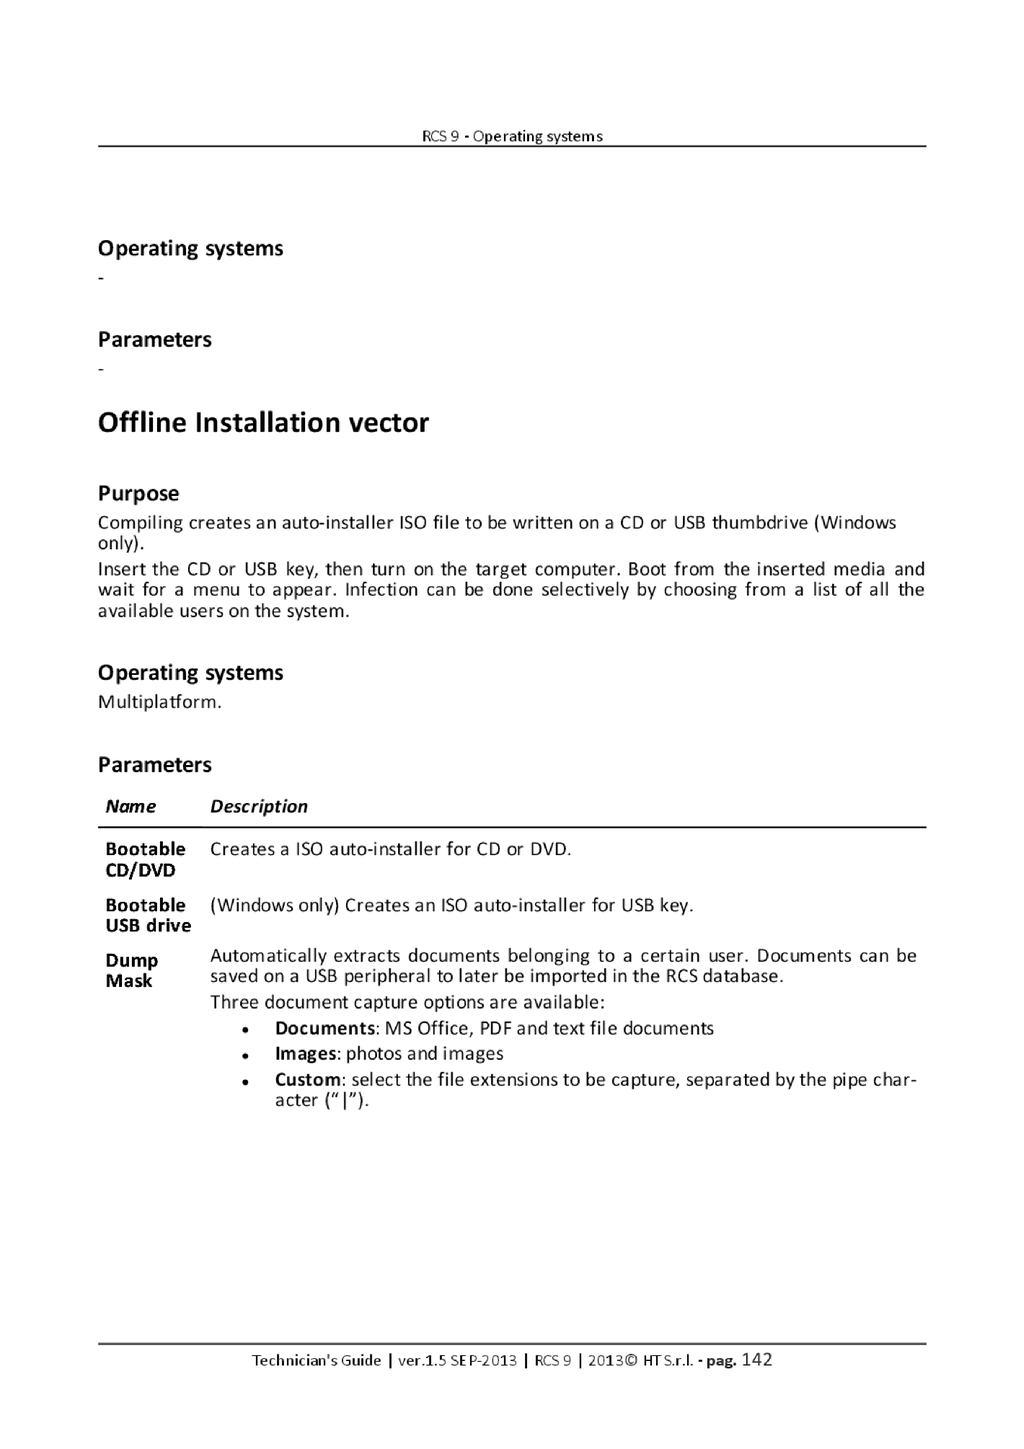 RCS 9 - Operating systems
Operating systems
-
Parameters
-
Offline Installation vector
Purpose
Compiling creates an auto-installer ISO file to be written on a CD or USB thumbdrive (Windows
only).
Insert the CD or USB key, then turn on the target computer. Boot from the inserted media and
wait for a menu to appear. Infection can be done selectively by choosing from a list of all the
available users on the system.
Operating systems
Multiplatform.
Parameters
Name Description
Bootable Creates a ISO auto-installer for CD or DVD.
CD/DVD
Bootable (Windows only) Creates an ISO auto-installer for USB key.
USB drive
Dump Automatically extracts documents belonging to a certain user. Documents can be
Mask saved on a USB peripheral to later be imported in the RCS database.
Three document capture options are available:
• Documents: MS Office, PDF and text file documents
• Images: photos and images
• Custom: select the file extensions to be capture, separated by the pipe char-
acter (“|”).
Technician's Guide | ver.1.5 SEP-2013 | RCS 9 | 2013© HT S.r.l. - pag. 142